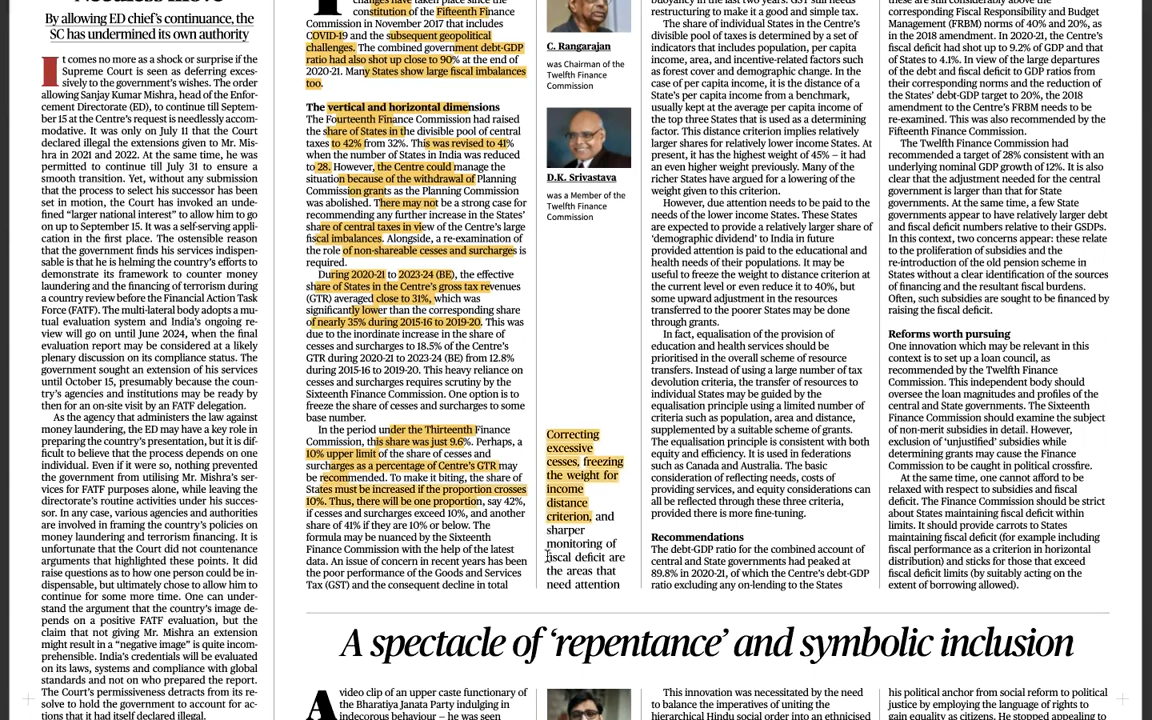 By allowing ED chief's continuance, the
SC has undermined its own authority
It comes no more as a shock or surprise if the
Supreme Court is seen as deferring exces-
sively to the government's wishes. The order
allowing Sanjay Kumar Mishra, head of the Enfor-
cement Directorate (ED), to continue till Septem-
ber 15 at the Centre's request is needlessly accom-
modative. It was only on July 11 that the Court
declared illegal the extensions given to Mr. Mis-
hra in 2021 and 2022. At the same time, he was
permitted to continue till July 31 to ensure a
smooth transition. Yet, without any submission
that the process to select his successor has been
set in motion, the Court has invoked an unde-
fined "larger national interest" to allow him to go
on up to September 15. It was a self-serving appli-
cation in the first place. The ostensible reason
that the government finds his services indispen-
sable is that he is helming the country's efforts to
demonstrate its framework to counter money
laundering and the financing of terrorism during
a country review before the Financial Action Task
Force (FATF). The multi-lateral body adopts a mu-
tual evaluation system and India's ongoing re-
view will go on until June 2024, when the final
evaluation report may be considered at a likely
plenary discussion on its compliance status. The
government sought an extension of his services
until October 15, presumably because the coun-
try's agencies and institutions may be ready by
then for an on-site visit by an FATF delegation.
As the agency that administers the law against
money laundering, the ED may have a key role in
preparing the country's presentation, but it is dif-
ficult to believe that the process depends on one
individual. Even if it were so, nothing prevented
the government from utilising Mr. Mishra's ser-
vices for FATF purposes alone, while leaving the
directorate's routine activities under his succes-
sor. In any case, various agencies and authorities
are involved in framing the country's policies on
money laundering and terrorism financing. It is
unfortunate that the Court did not countenance
arguments that highlighted these points. It did
raise questions as to how one person could be in-
dispensable, but ultimately chose to allow him to
continue for some more time. One can under-
stand the argument that the country's image de-
pends on a positive FATF evaluation, but the
claim that not giving Mr. Mishra an extension
might result in a "negative image" is quite incom-
prehensible. India's credentials will be evaluated
on its laws, systems and compliance with global
standards and not on who prepared the report.
The Court's permissiveness detracts from its re-
solve to hold the government to account for ac-
tions that it had itself declared illegal.
changes have taken place since the
constitution of the Fifteenth Finance
Commission in November 2017 that includes
COVID-19 and the subsequent geopolitical
challenges. The combined government debt-GDP
ratio had also shot up close to 90% at the end of
2020-21. Many States show large fiscal imbalances
too.
The vertical and horizontal dimensions
The Fourteenth Finance Commission had raised
the share of States in the divisible pool of central
taxes to 42% from 32%. This was revised to 41%
when the number of States in India was reduced
to 28. However, the Centre could manage the
situation because of the withdrawal of Planning
Commission grants as the Planning Commission
was abolished. There may not be a strong case for
recommending any further increase in the States'
share of central taxes in view of the Centre's large
fiscal imbalances. Alongside, a re-examination of
the role of non-shareable cesses and surcharges is
required.
During 2020-21 to 2023-24 (BE), the effective
share of States in the Centre's gross tax revenues
(GTR) averaged close to 31%, which was
significantly lower than the corresponding share
of nearly 35% during 2015-16 to 2019-20. This was
due to the inordinate increase in the share of
cesses and surcharges to 18.5% of the Centre's
GTR during 2020-21 to 2023-24 (BE) from 12.8%
during 2015-16 to 2019-20. This heavy reliance on
cesses and surcharges requires scrutiny by the
Sixteenth Finance Commission. One option is to
freeze the share of cesses and surcharges to some
base number.
In the period under the Thirteenth Finance
Commission, this share was just 9.6%. Perhaps, a
10% upper limit of the share of cesses and
surcharges as a percentage of Centre's GTR may
be recommended. To make it biting, the share of
States must be increased if the proportion crosses
10%. Thus, there will be one proportion, say 42%,
if cesses and surcharges exceed 10%, and another
share of 41% if they are 10% or below. The
formula may be nuanced by the Sixteenth
Finance Commission with the help of the latest
data. An issue of concern in recent years has been
the poor performance of the Goods and Services
Tax (GST) and the consequent decline in total
C. Rangarajan
was Chairman of the
Twelfth Finance
Commission
D.K. Srivastava
was a Member of the
Twelfth Finance
Commission
Correcting
excessive
cesses, freezing
the weight for
income
distance
criterion, and
sharper
monitoring of
fiscal deficit are
the areas that
need attention
buoyancy in the last two years. GST still needs
restructuring to make it a good and simple tax.
The share of individual States in the Centre's
divisible pool of taxes is determined by a set of
indicators that includes population, per capita
income, area, and incentive-related factors such
as forest cover and demographic change. In the
case of per capita income, it is the distance of a
State's per capita income from a benchmark,
usually kept at the average per capita income of
the top three States that is used as a determining
factor. This distance criterion implies relatively
larger shares for relatively lower income States. At
present, it has the highest weight of 45% – it had
an even higher weight previously. Many of the
richer States have argued for a lowering of the
weight given to this criterion.
However, due attention needs to be paid to the
needs of the lower income States. These States
are expected to provide a relatively larger share of
'demographic dividend' to India in future
provided attention is paid to the educational and
health needs of their populations. It may be
useful to freeze the weight to distance criterion at
the current level or even reduce it to 40%, but
some upward adjustment in the resources
transferred to the poorer States may be done
through grants.
In fact, equalisation of the provision of
education and health services should be
prioritised in the overall scheme of resource
transfers. Instead of using a large number of tax
devolution criteria, the transfer of resources to
individual States may be guided by the
equalisation principle using a limited number of
criteria such as population, area and distance,
supplemented by a suitable scheme of grants.
The equalisation principle is consistent with both
equity and efficiency. It is used in federations
such as Canada and Australia. The basic
consideration of reflecting needs, costs of
providing services, and equity considerations can
all be reflected through these three criteria,
provided there is more fine-tuning.
Recommendations
The debt-GDP ratio for the combined account of
central and State governments had peaked at
89.8% in 2020-21, of which the Centre's debt-GDP
ratio excluding any on-lending to the States
corresponding Fiscal Responsibility and Budget
Management (FRBM) norms of 40% and 20%, as
in the 2018 amendment. In 2020-21, the Centre's
fiscal deficit had shot up to 9.2% of GDP and that
of States to 4.1%. In view of the large departures
of the debt and fiscal deficit to GDP ratios from
their corresponding norms and the reduction of
the States' debt-GDP target to 20%, the 2018
amendment to the Centre's FRBM needs to be
re-examined. This was also recommended by the
Fifteenth Finance Commission.
The Twelfth Finance Commission had
recommended a target of 28% consistent with an
underlying nominal GDP growth of 12%. It is also
clear that the adjustment needed for the central
government is larger than that for State
governments. At the same time, a few State
governments appear to have relatively larger debt
and fiscal deficit numbers relative to their GSDPs.
In this context, two concerns appear: these relate
to the proliferation of subsidies and the
re-introduction of the old pension scheme in
States without a clear identification of the sources
of financing and the resultant fiscal burdens.
Often, such subsidies are sought to be financed by
raising the fiscal deficit.
Reforms worth pursuing
One innovation which may be relevant in this
context is to set up a loan council, as
recommended by the Twelfth Finance
Commission. This independent body should
oversee the loan magnitudes and profiles of the
central and State governments. The Sixteenth
Finance Commission should examine the subject
of non-merit subsidies in detail. However,
exclusion of 'unjustified' subsidies while
determining grants may cause the Finance
Commission to be caught in political crossfire.
At the same time, one cannot afford to be
relaxed with respect to subsidies and fiscal
deficit. The Finance Commission should be strict
about States maintaining fiscal deficit within
limits. It should provide carrots to States
maintaining fiscal deficit (for example including
fiscal performance as a criterion in horizontal
distribution) and sticks for those that exceed
fiscal deficit limits (by suitably acting on the
extent of borrowing allowed).
A spectacle of 'repentance' and symbolic inclusion
A video clip of an upper caste functionary of
the Bharatiya Janata Party indulging in
indecorous behaviour – he was seen
This innovation was necessitated by the need
to balance the imperatives of uniting the
hierarchical Hindu social order into an ethnicised
his political anchor from social reform to political
rights to gain equality as citizens. He stopped appealing to